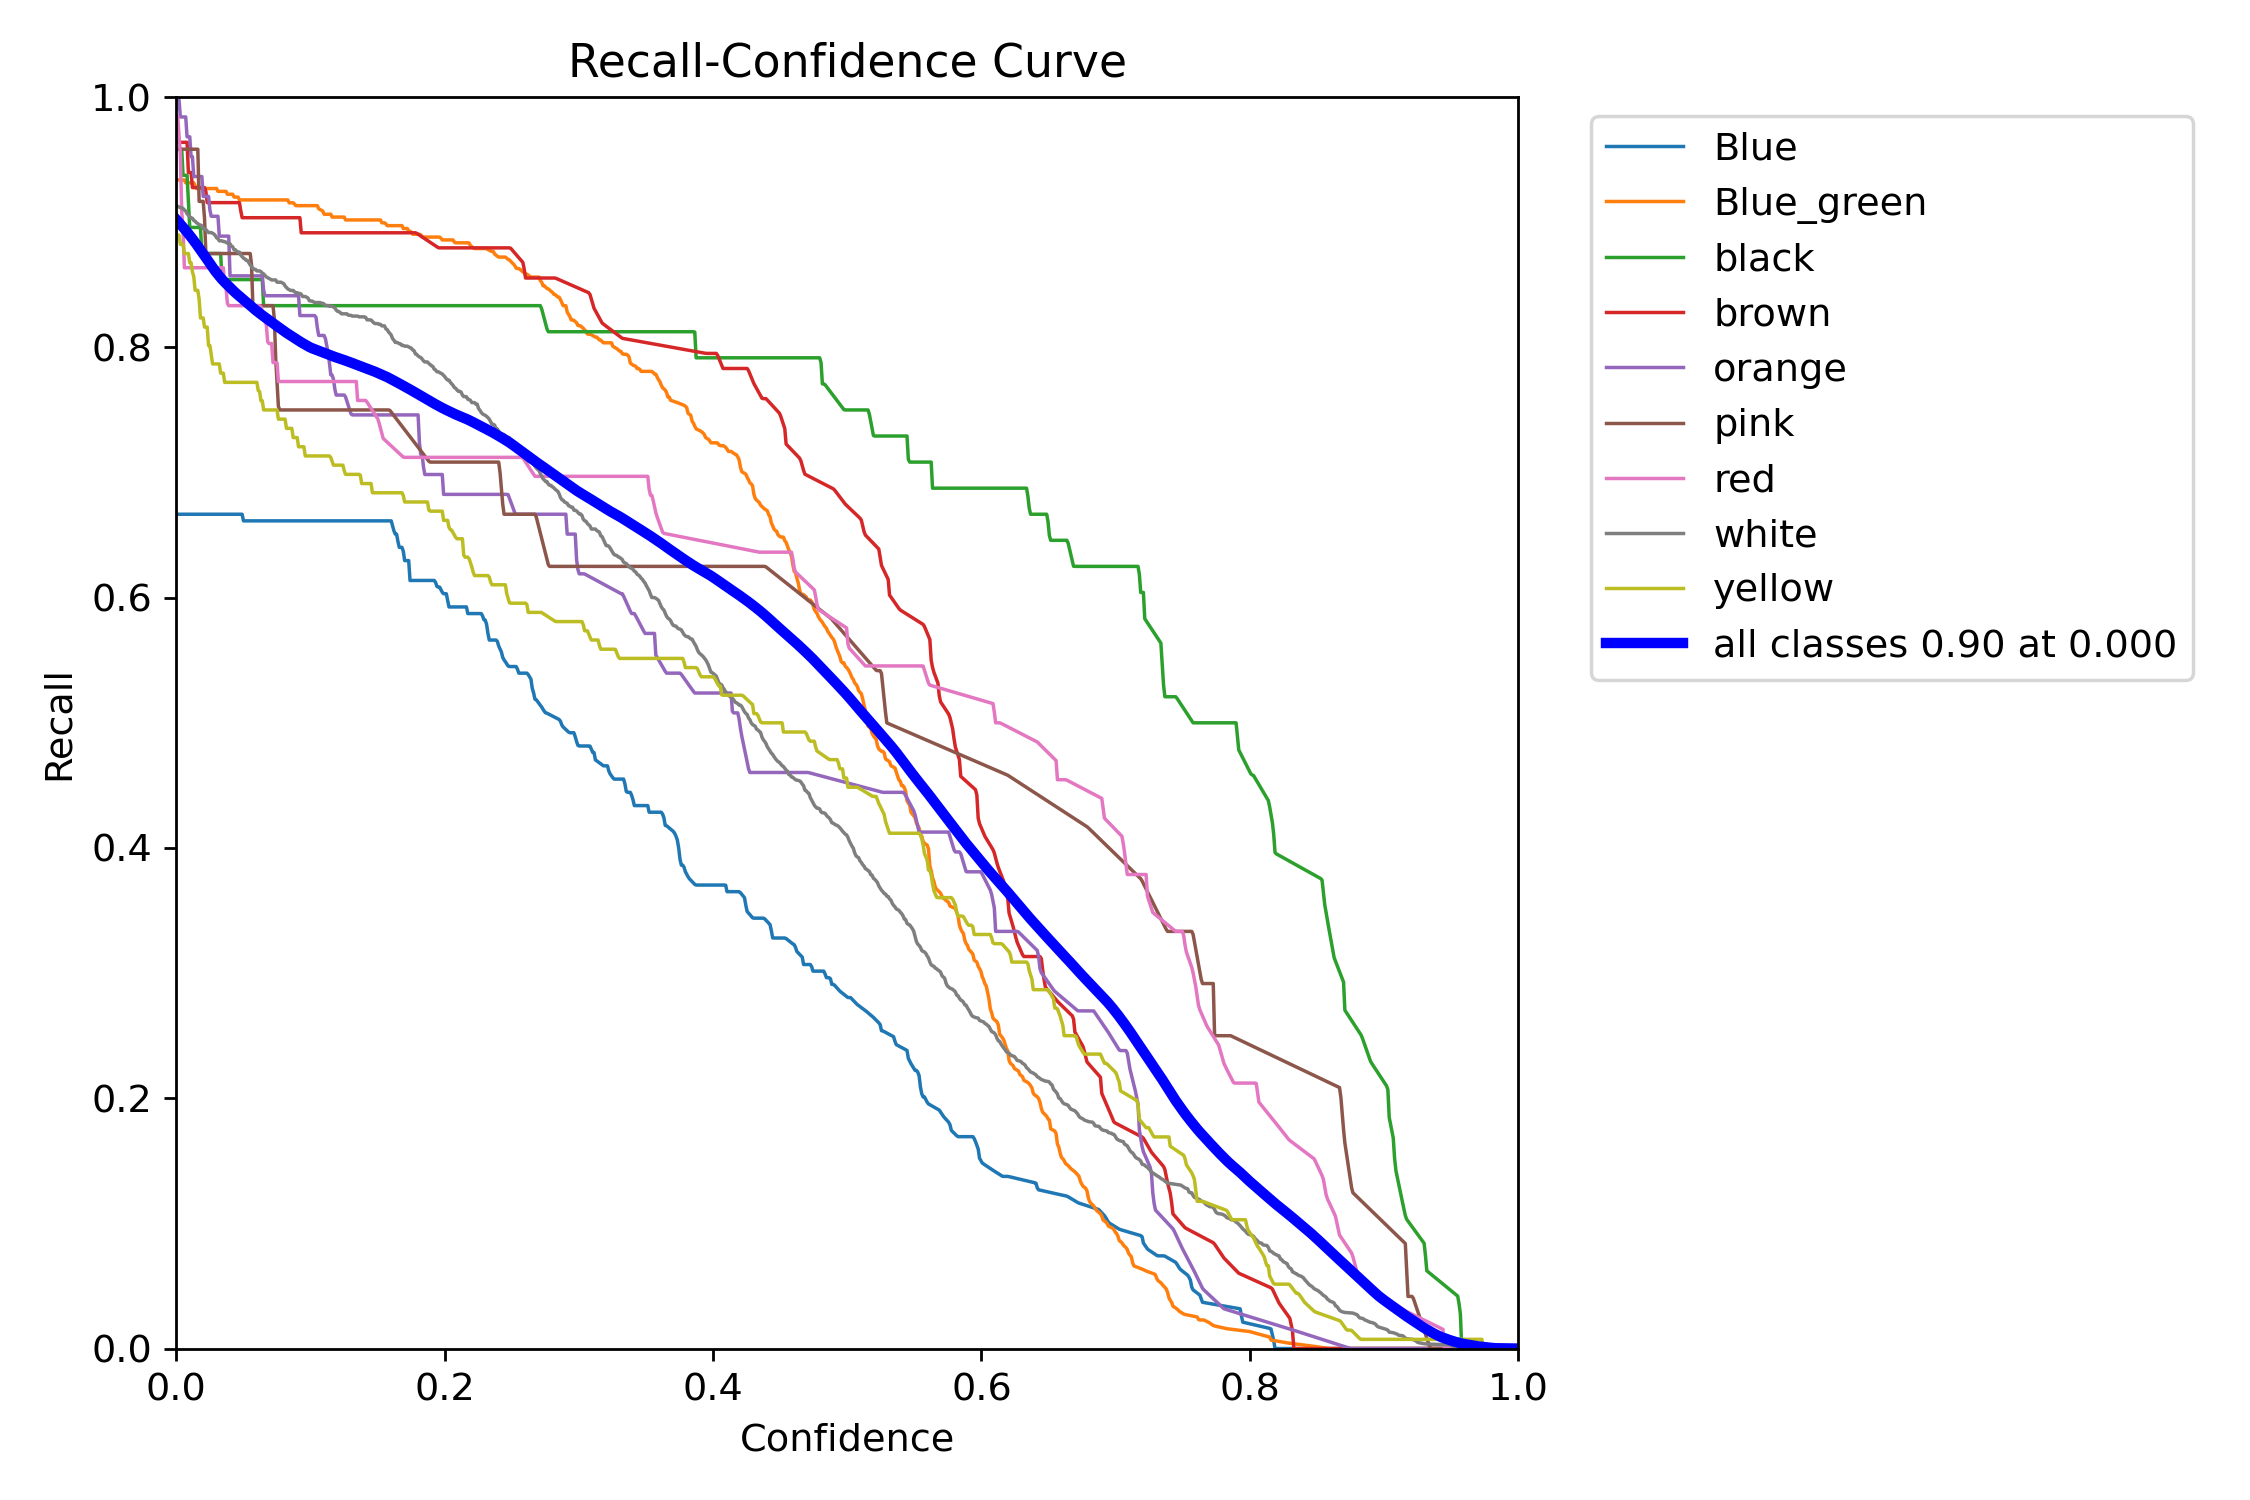 Recall-Confidence Curve
1.0
0.8
0.6
0.4
0.2
0.0
Recall
0.0 0.2 0.4 0.6 0.8 1.0
Confidence
Blue
Blue_green
black
brown
orange
pink
red
white
yellow
all classes 0.90 at 0.000